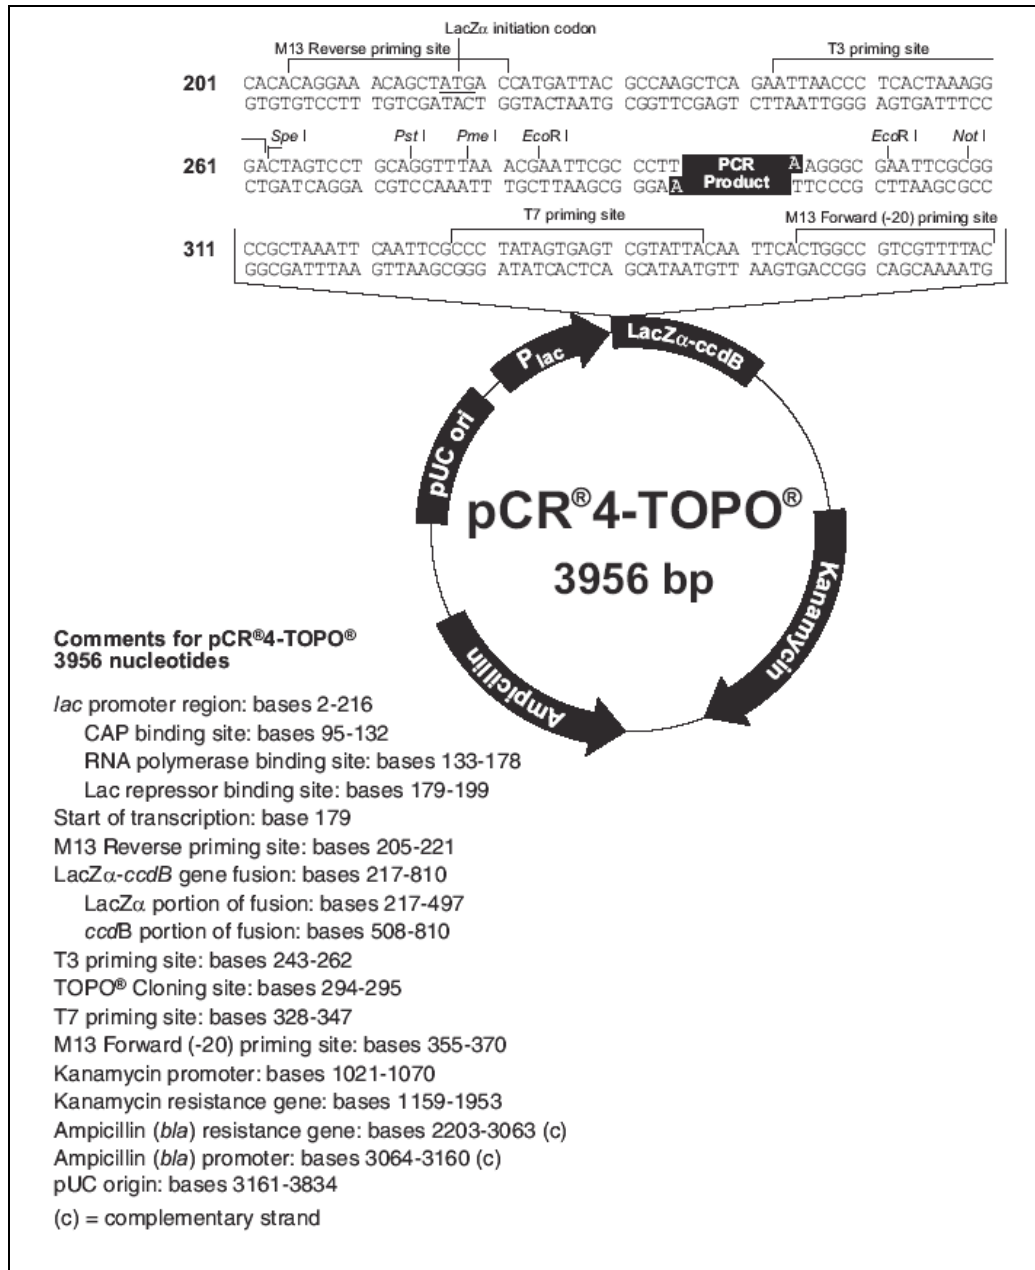 LacZα initiation codon
M13 Reverse priming site
T3 priming site
201 CACACAGGAA ACAGCTATGA CCATGATTAC GCCAAGCTCA GAATTAACCC TCACTAAAGG
GTGTGTCCTT TGTCGATACT GGTACTAATG CGGTTCGAGT CTTAATTGGG AGTGATTTCC
Spe I Pst I Pme I EcoR I EcoR I Not I
261 GACTAGTCCT GCAGGTTTAA ACGAATTCGC CCTT PCR A AGGGC GAATTCGCGG
CTGATCAGGA CGTCCAAATT TGCTTAAGCG GGA A Product TTCCCGC TTAAGCGCC
T7 priming site M13 Forward (-20) priming site
311 CCGCTAAATT CAATTCGCCC TATAGTGAGT CGTATTACAA TTCACTGGCC GTCGTTTTAC
GGCGATTTAA GTTAAGCGGG ATATCACTCA GCATAATGTT AAGTGACCGG CAGCAAAATG
Plac
LacZα-ccdB
pUC ori
pCR®4-TOPO®
3956 bp
Kanamycin
Ampicillin
Comments for pCR®4-TOPO®
3956 nucleotides
lac promoter region: bases 2-216
CAP binding site: bases 95-132
RNA polymerase binding site: bases 133-178
Lac repressor binding site: bases 179-199
Start of transcription: base 179
M13 Reverse priming site: bases 205-221
LacZα-ccdB gene fusion: bases 217-810
LacZα portion of fusion: bases 217-497
ccdB portion of fusion: bases 508-810
T3 priming site: bases 243-262
TOPO® Cloning site: bases 294-295
T7 priming site: bases 328-347
M13 Forward (-20) priming site: bases 355-370
Kanamycin promoter: bases 1021-1070
Kanamycin resistance gene: bases 1159-1953
Ampicillin (bla) resistance gene: bases 2203-3063 (c)
Ampicillin (bla) promoter: bases 3064-3160 (c)
pUC origin: bases 3161-3834
(c) = complementary strand